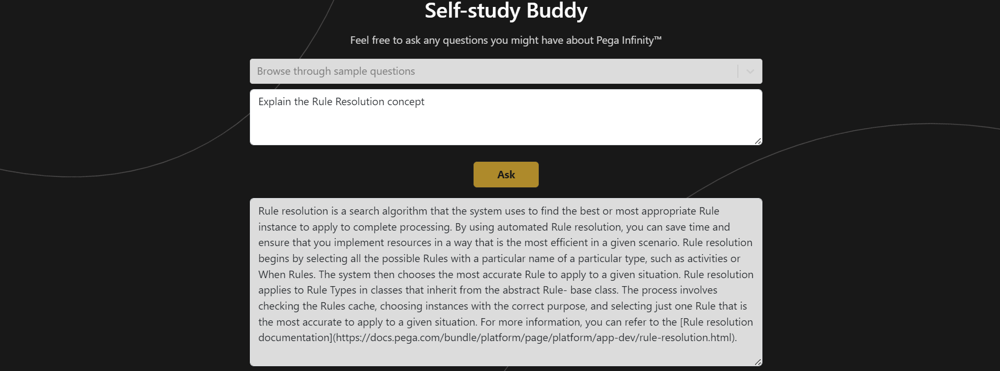 Self-study Buddy
Feel free to ask any questions you might have about Pega Infinity™
Browse through sample questions
Explain the Rule Resolution concept
Ask
Rule resolution is a search algorithm that the system uses to find the best or most appropriate Rule
instance to apply to complete processing. By using automated Rule resolution, you can save time and
ensure that you implement resources in a way that is the most efficient in a given scenario. Rule resolution
begins by selecting all the possible Rules with a particular name of a particular type, such as activities or
When Rules. The system then chooses the most accurate Rule to apply to a given situation. Rule resolution
applies to Rule Types in classes that inherit from the abstract Rule- base class. The process involves
checking the Rules cache, choosing instances with the correct purpose, and selecting just one Rule that is
the most accurate to apply to a given situation. For more information, you can refer to the [Rule resolution
documentation](https://docs.pega.com/bundle/platform/page/platform/app-dev/rule-resolution.html).